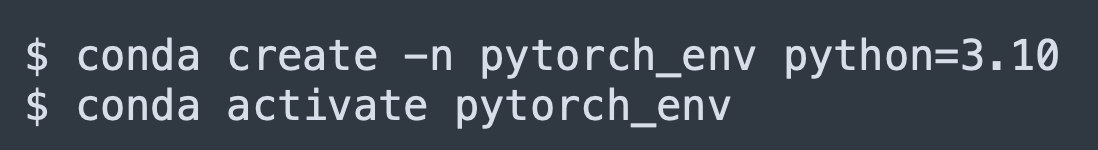 $ conda create -n pytorch_env python=3.10
$ conda activate pytorch_env